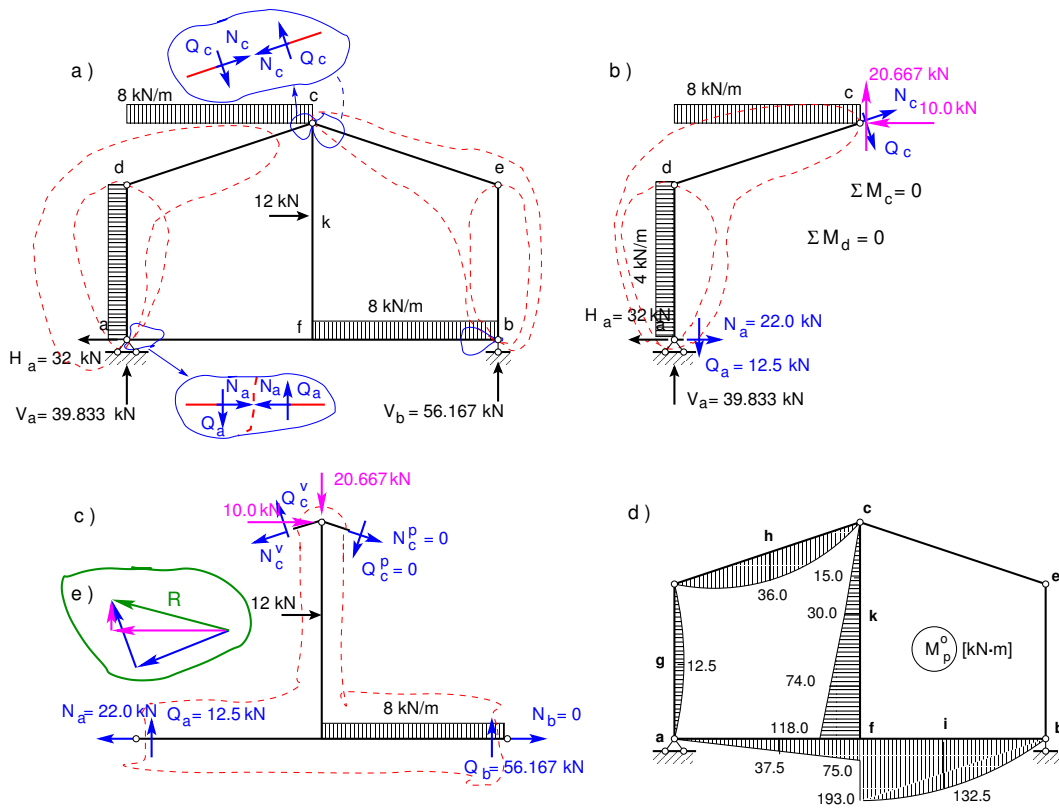 a )
Q c
N c
N c
Q c
8 kN/m
c
d
e
12 kN
k
8 kN/m
a
f
b
H a = 32 kN
V a = 39.833 kN
N a
N a
Q a
Q a
V b = 56.167 kN
b )
20.667 kN
8 kN/m
c
N c
10.0 kN
Q c
d
Σ M c = 0
Σ M d = 0
4 kN/m
H a = 32 kN
a
N a = 22.0 kN
Q a = 12.5 kN
V a = 39.833 kN
c )
20.667 kN
Q c v
10.0 kN
N c v
N c p = 0
Q c p = 0
e )
R
12 kN
N a = 22.0 kN
Q a = 12.5 kN
8 kN/m
N b = 0
Q b = 56.167 kN
d )
c
h
15.0
36.0
e
30.0
k
M p o [kN·m]
g
12.5
74.0
118.0
a
f
i
b
37.5
75.0
193.0
132.5